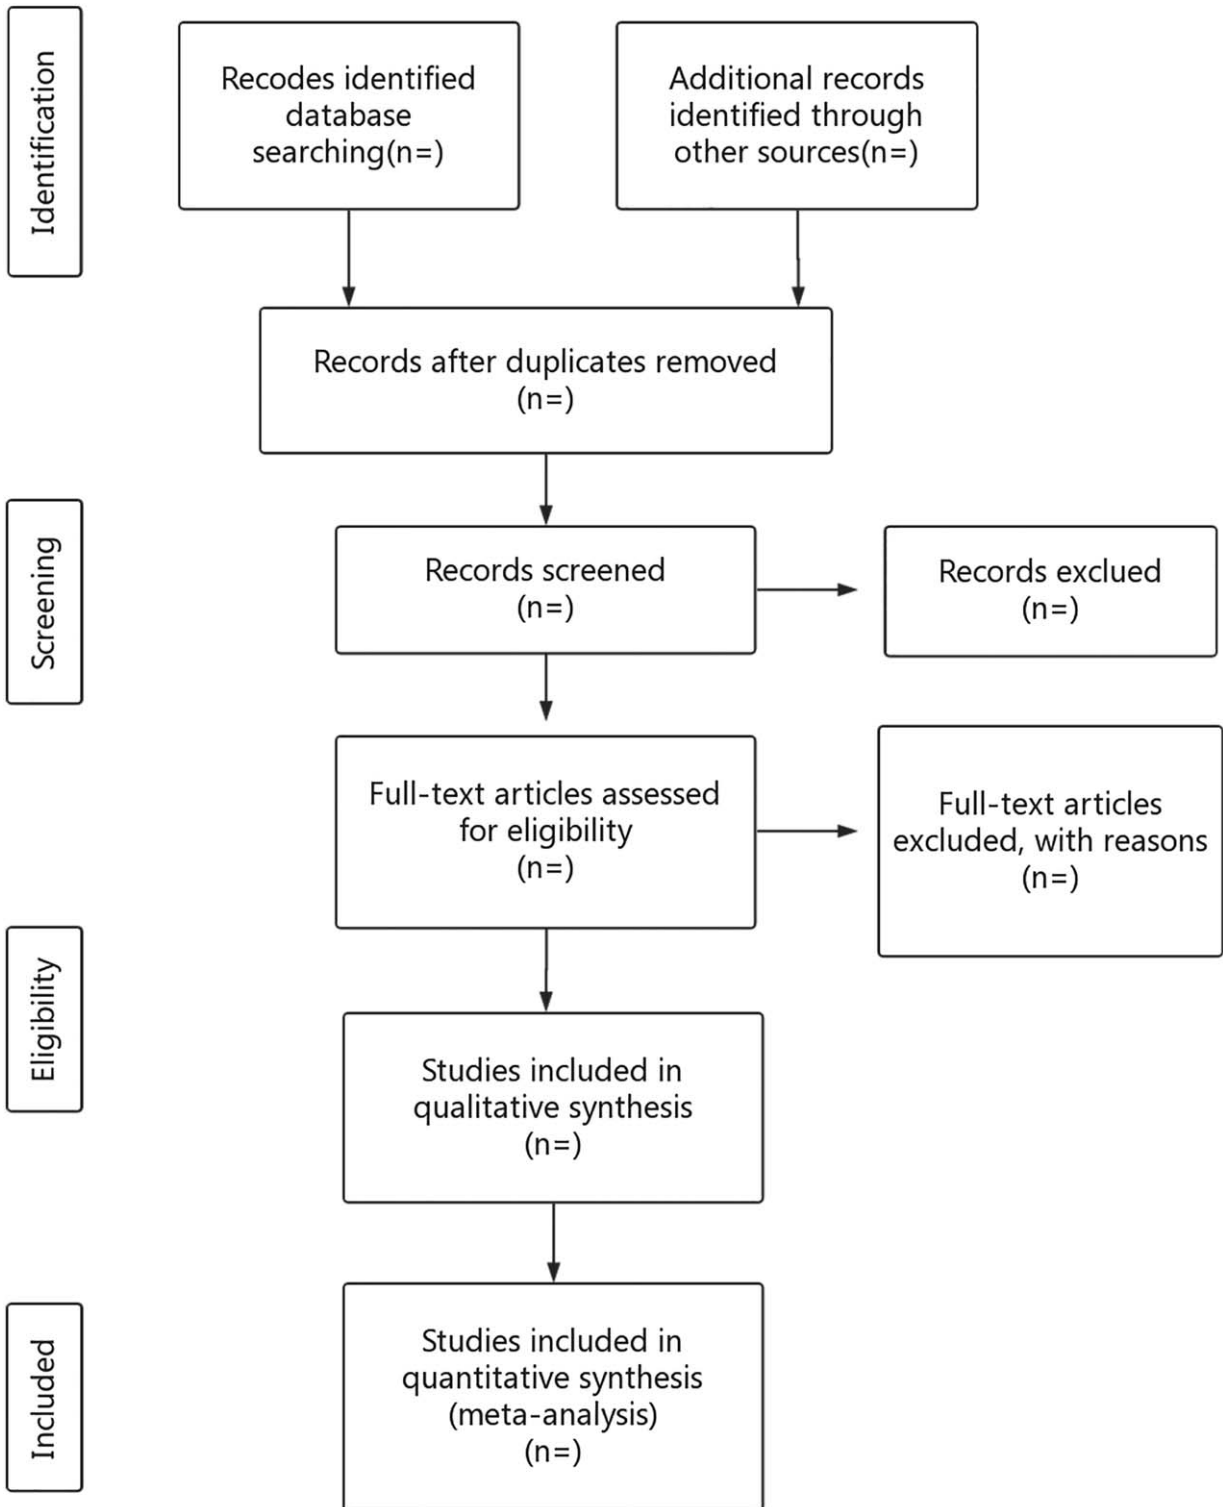 Identification
Recodes identified
database
searching(n=)
Additional records
identified through
other sources(n=)
Records after duplicates removed
(n=)
Screening
Records screened
(n=)
Records exclued
(n=)
Full-text articles assessed
for eligibility
(n=)
Full-text articles
excluded, with reasons
(n=)
Eligibility
Studies included in
qualitative synthesis
(n=)
Included
Studies included in
quantitative synthesis
(meta-analysis)
(n=)